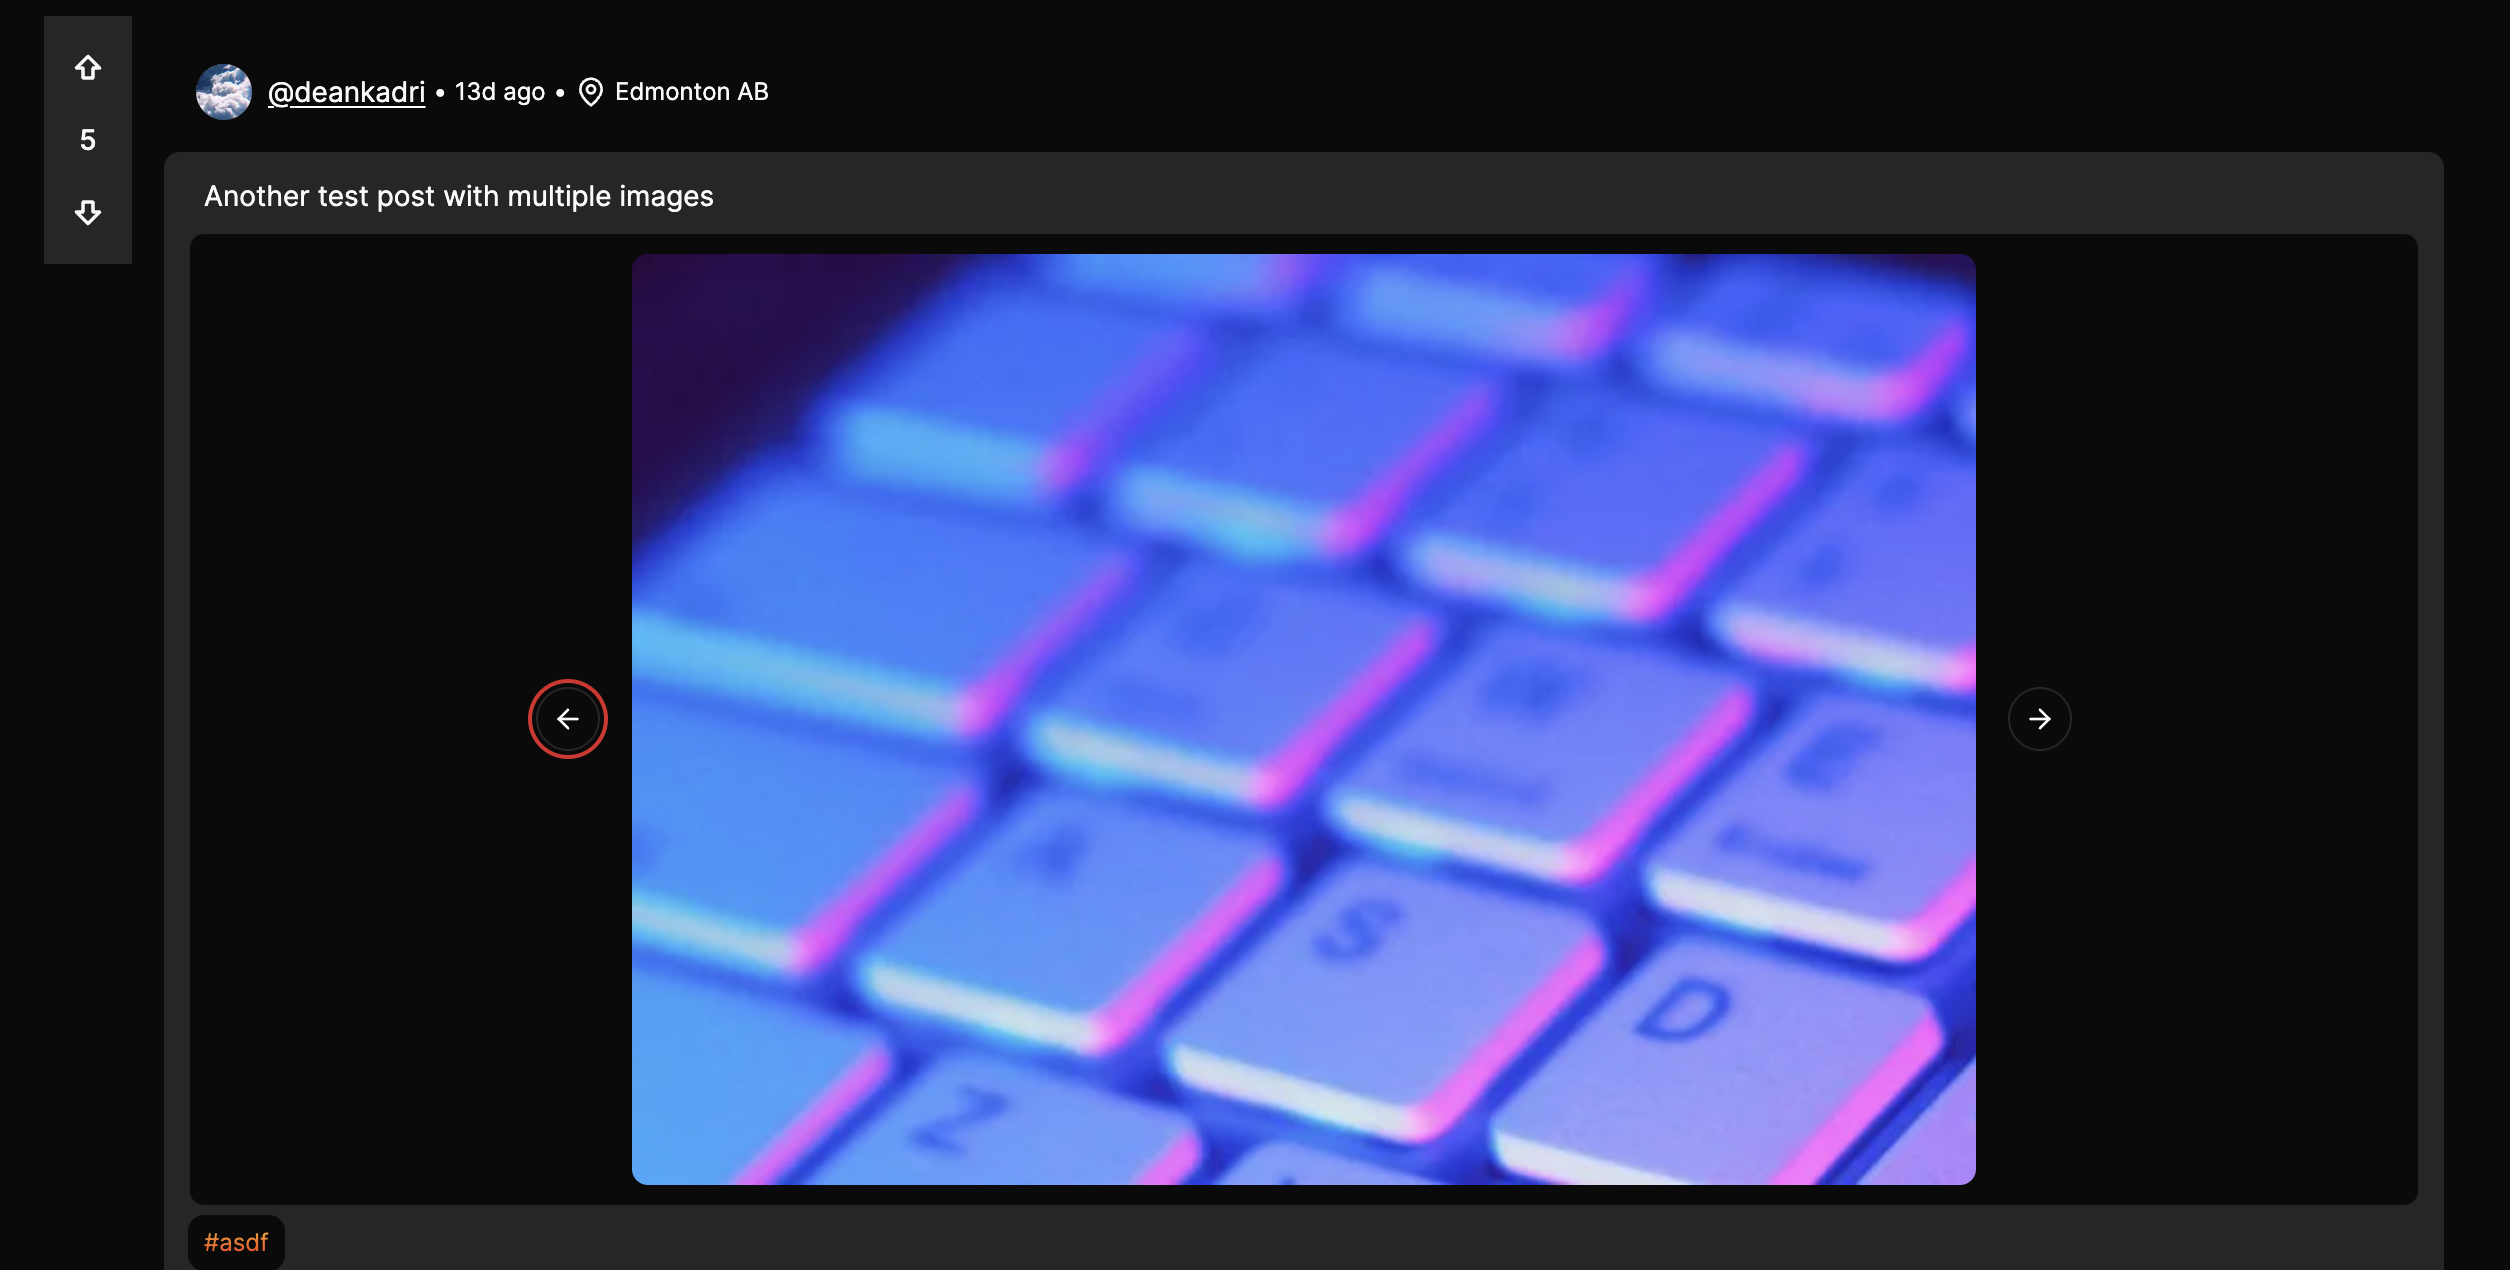 @deankadri • 13d ago • Edmonton AB
5
Another test post with multiple images
E
A
S
D
Z
#asdf